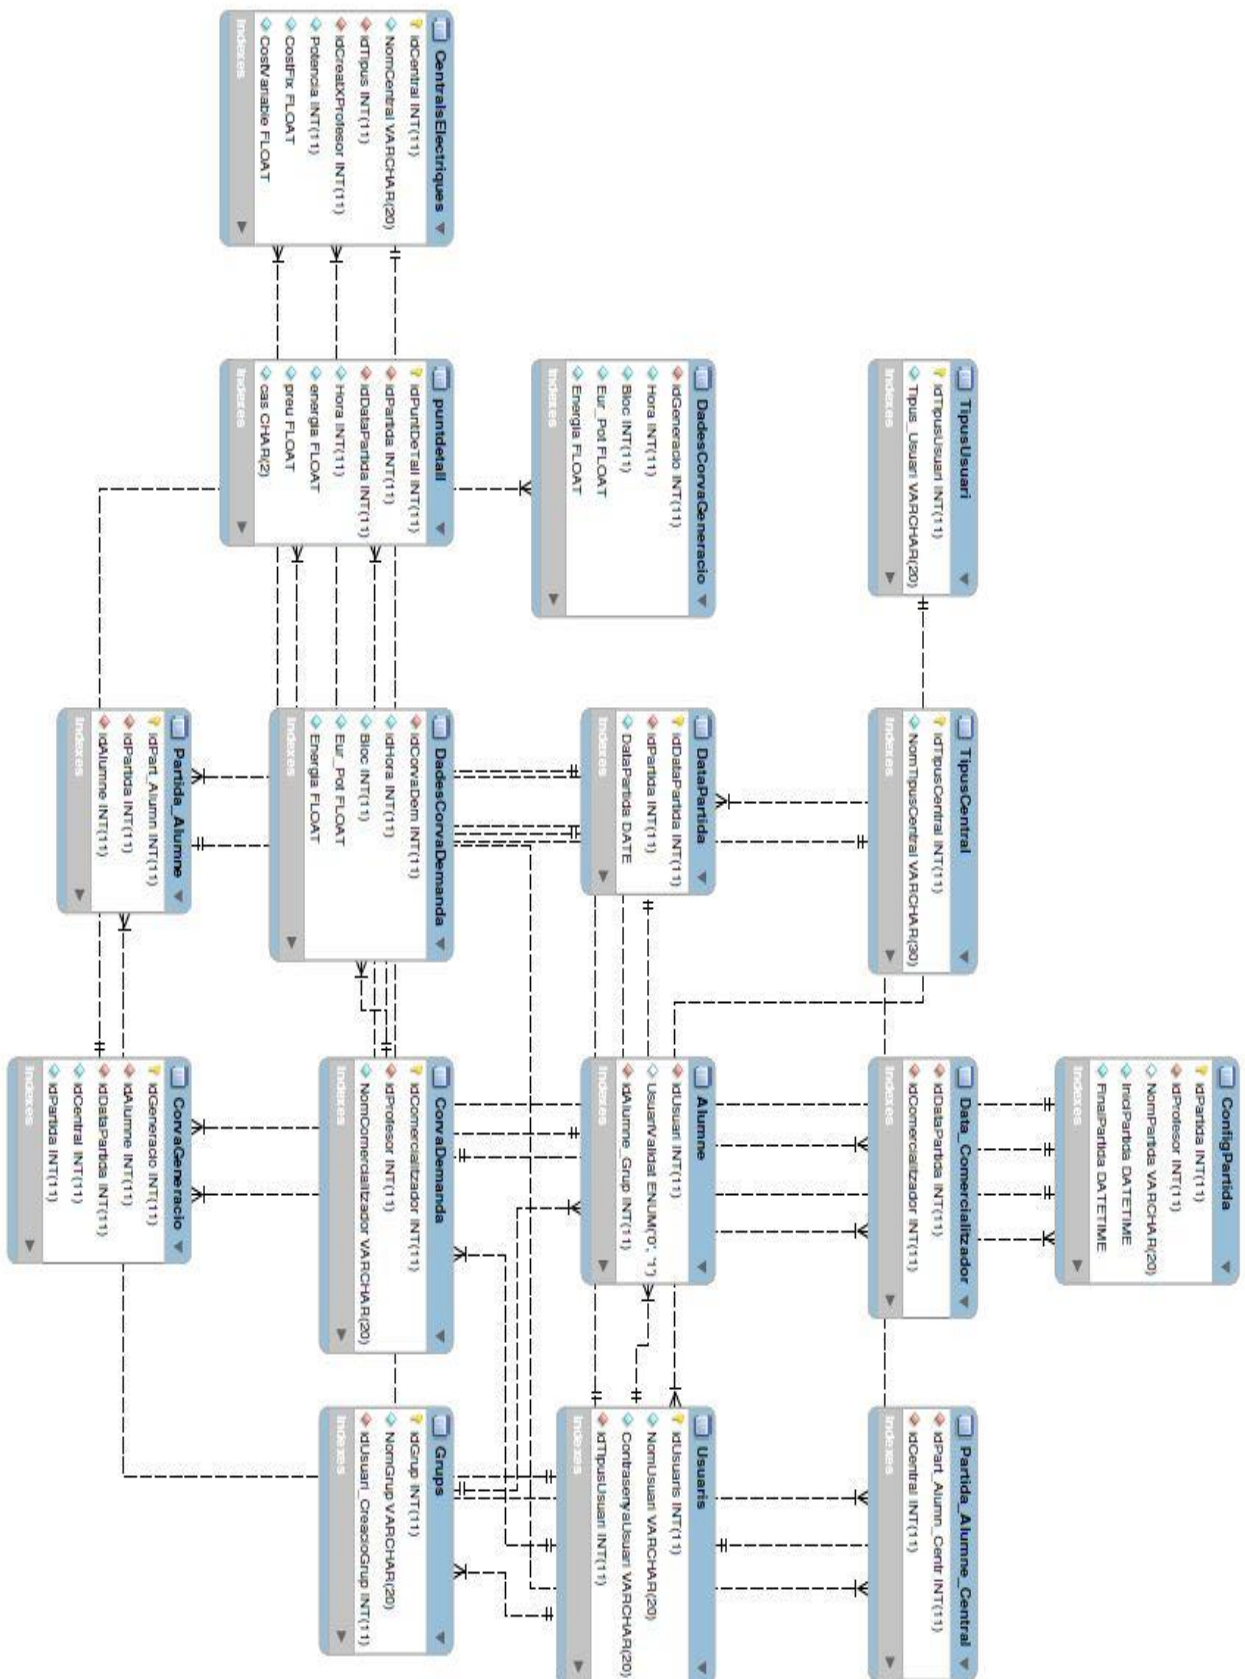 CentralsElectriques
idCentral INT(11)
NomCentral VARCHAR(20)
idTipus INT(11)
idCreatXProfesor INT(11)
Potencia INT(11)
CostFix FLOAT
CostVariable FLOAT
Indexes
puntdetall
idPuntDeTall INT(11)
idPartida INT(11)
idDataPartida INT(11)
Hora INT(11)
energia FLOAT
preu FLOAT
cas CHAR(2)
Indexes
DadesCorvaGeneracio
idGeneracio INT(11)
Hora INT(11)
Bloc INT(11)
Eur_Pot FLOAT
Energia FLOAT
Indexes
TipusUsuari
idTipusUsuari INT(11)
Tipus_Usuari VARCHAR(20)
Indexes
Partida_Alumne
idPart_Alumn INT(11)
idPartida INT(11)
idAlumne INT(11)
Indexes
DadesCorvaDemanda
idCorvaDem INT(11)
idHora INT(11)
Bloc INT(11)
Eur_Pot FLOAT
Energia FLOAT
Indexes
DataPartida
idDataPartida INT(11)
idPartida INT(11)
DataPartida DATE
Indexes
TipusCentral
idTipusCentral INT(11)
NomTipusCentral VARCHAR(30)
Indexes
CorvaGeneracio
idGeneracio INT(11)
idAlumne INT(11)
idDataPartida INT(11)
idCentral INT(11)
idPartida INT(11)
Indexes
CorvaDemanda
idComercialitzador INT(11)
idProfesor INT(11)
NomComercialitzador VARCHAR(20)
Indexes
Alumne
idUsuari INT(11)
UsuariValidat ENUM('0', '1')
idAlumne_Grup INT(11)
Indexes
Data_Comercialitzador
idDataPartida INT(11)
idComercialitzador INT(11)
Indexes
ConfigPartida
idPartida INT(11)
idProfesor INT(11)
NomPartida VARCHAR(20)
IniciPartida DATETIME
FinalPartida DATETIME
Indexes
Grups
idGrup INT(11)
NomGrup VARCHAR(20)
idUsuari_CreacioGrup INT(11)
Indexes
Usuaris
idUsuaris INT(11)
NomUsuari VARCHAR(20)
ContrasenyaUsuari VARCHAR(20)
idTipusUsuari INT(11)
Indexes
Partida_Alumne_Central
idPart_Alumn_Centr INT(11)
idCentral INT(11)
Indexes